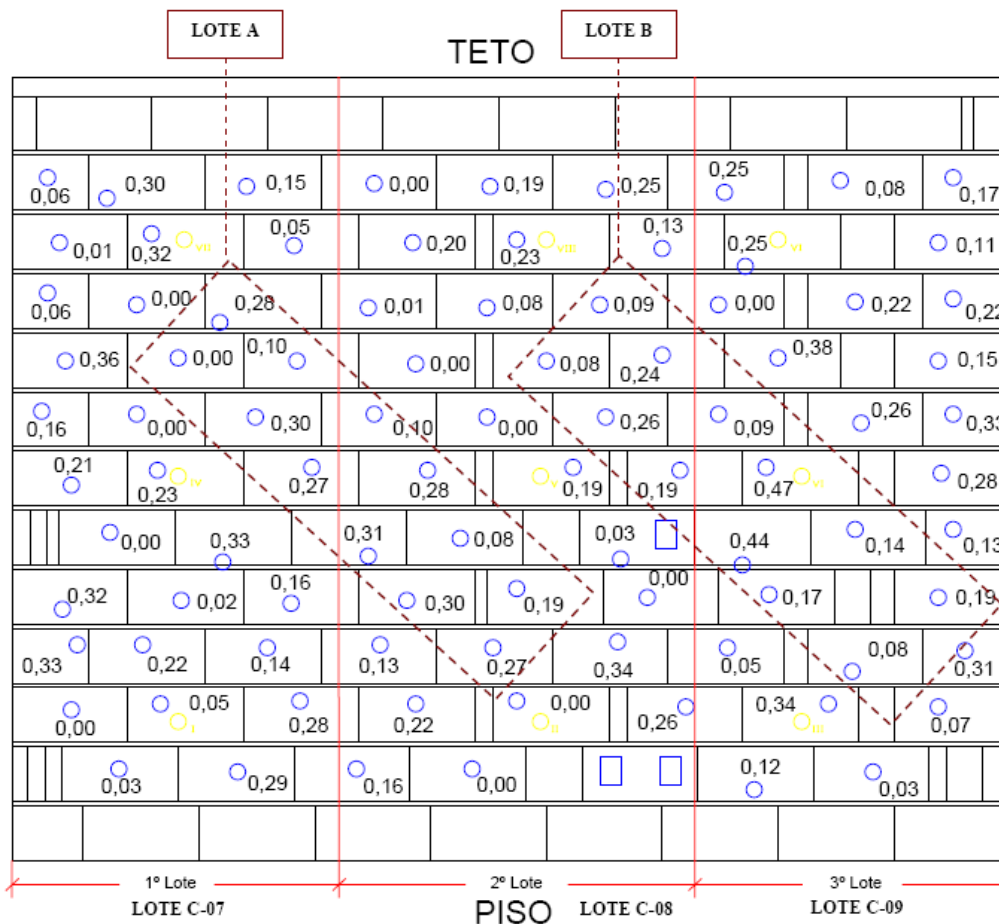 LOTE A
LOTE B
TETO
0,06 0,30 0,15 0,00 0,19 0,25 0,25 0,08 0,17
0,01 0,32 VII 0,05 0,20 0,23 VIII 0,13 0,25 VI 0,11
0,06 0,00 0,28 0,01 0,08 0,09 0,00 0,22 0,22
0,36 0,00 0,10 0,00 0,08 0,24 0,38 0,15
0,16 0,00 0,30 0,10 0,00 0,26 0,09 0,26 0,33
0,21 0,23 IV 0,27 0,28 V 0,19 0,19 0,47 VI 0,28
0,00 0,33 0,31 0,08 0,03 0,44 0,14 0,13
0,32 0,02 0,16 0,30 0,19 0,00 0,17 0,19
0,33 0,22 0,14 0,13 0,27 0,34 0,05 0,08 0,31
0,00 I 0,05 0,28 0,22 II 0,00 0,26 0,34 III 0,07
0,03 0,29 0,16 0,00 0,12 0,03
1º Lote 2º Lote 3º Lote
LOTE C-07 PISO LOTE C-08 LOTE C-09